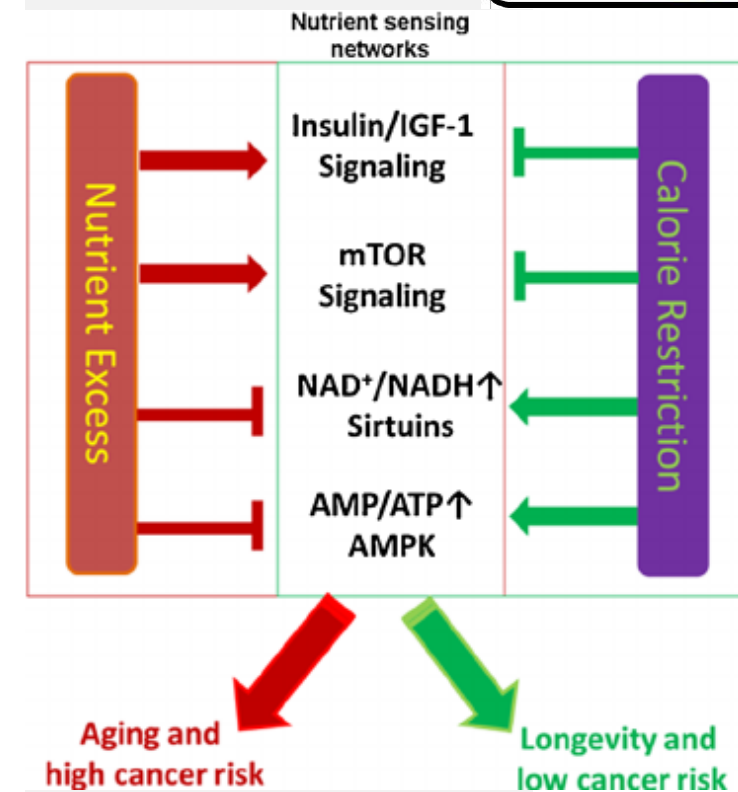 Nutrient sensing
networks
Nutrient Excess
Insulin/IGF-1
Signaling
mTOR
Signaling
NAD⁺/NADH↑
Sirtuins
AMP/ATP↑
AMPK
Calorie Restriction
Aging and
high cancer risk
Longevity and
low cancer risk